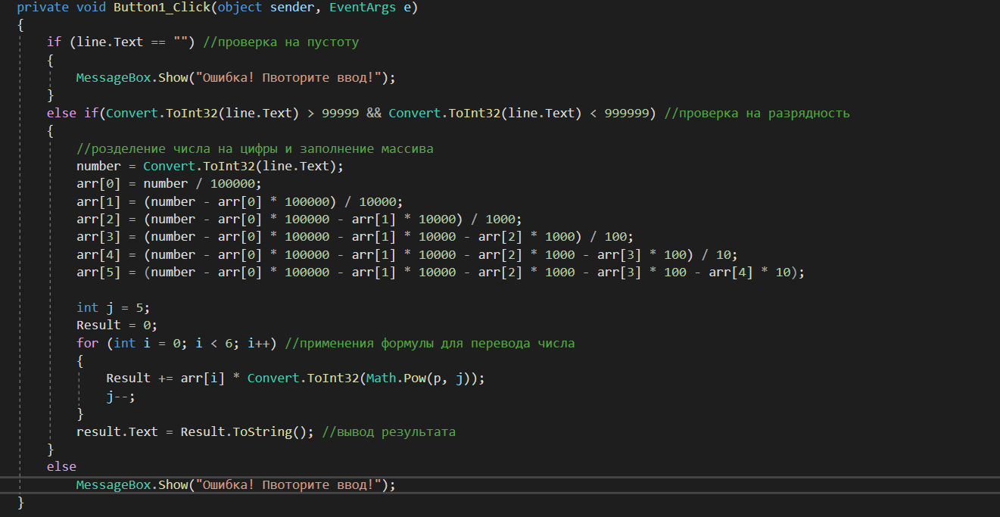 private void Button1_Click(object sender, EventArgs e)
{
if (line.Text == "") //проверка на пустоту
{
MessageBox.Show("Ошибка! Пвоторите ввод!");
}
else if(Convert.ToInt32(line.Text) > 99999 && Convert.ToInt32(line.Text) < 999999) //проверка на разрядность
{
//розделение числа на цифры и заполнение массива
number = Convert.ToInt32(line.Text);
arr[0] = number / 100000;
arr[1] = (number - arr[0] * 100000) / 10000;
arr[2] = (number - arr[0] * 100000 - arr[1] * 10000) / 1000;
arr[3] = (number - arr[0] * 100000 - arr[1] * 10000 - arr[2] * 1000) / 100;
arr[4] = (number - arr[0] * 100000 - arr[1] * 10000 - arr[2] * 1000 - arr[3] * 100) / 10;
arr[5] = (number - arr[0] * 100000 - arr[1] * 10000 - arr[2] * 1000 - arr[3] * 100 - arr[4] * 10);
int j = 5;
Result = 0;
for (int i = 0; i < 6; i++) //применения формулы для перевода числа
{
Result += arr[i] * Convert.ToInt32(Math.Pow(p, j));
j--;
}
result.Text = Result.ToString(); //вывод результата
}
else
MessageBox.Show("Ошибка! Пвоторите ввод!");
}